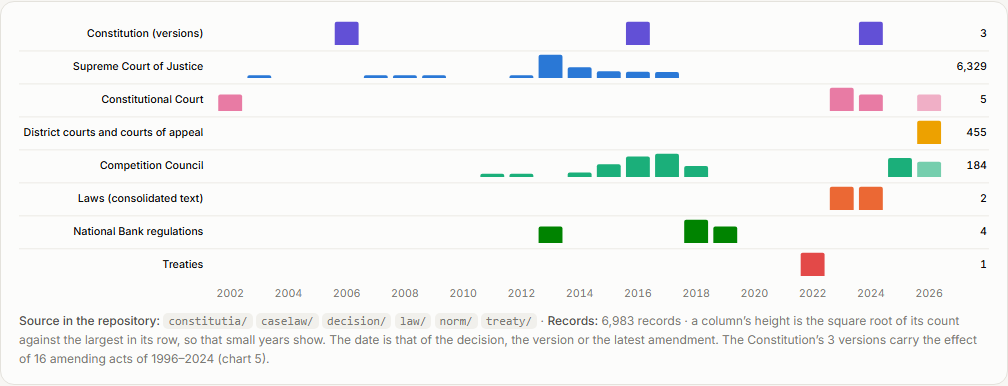 Constitution (versions) 3
Supreme Court of Justice 6,329
Constitutional Court 5
District courts and courts of appeal 455
Competition Council 184
Laws (consolidated text) 2
National Bank regulations 4
Treaties 1
2002 2004 2006 2008 2010 2012 2014 2016 2018 2020 2022 2024 2026
Source in the repository: constitutia/ caselaw/ decision/ law/ norm/ treaty/ · Records: 6,983 records · a column’s height is the square root of its count
against the largest in its row, so that small years show. The date is that of the decision, the version or the latest amendment. The Constitution’s 3 versions carry the effect
of 16 amending acts of 1996–2024 (chart 5).